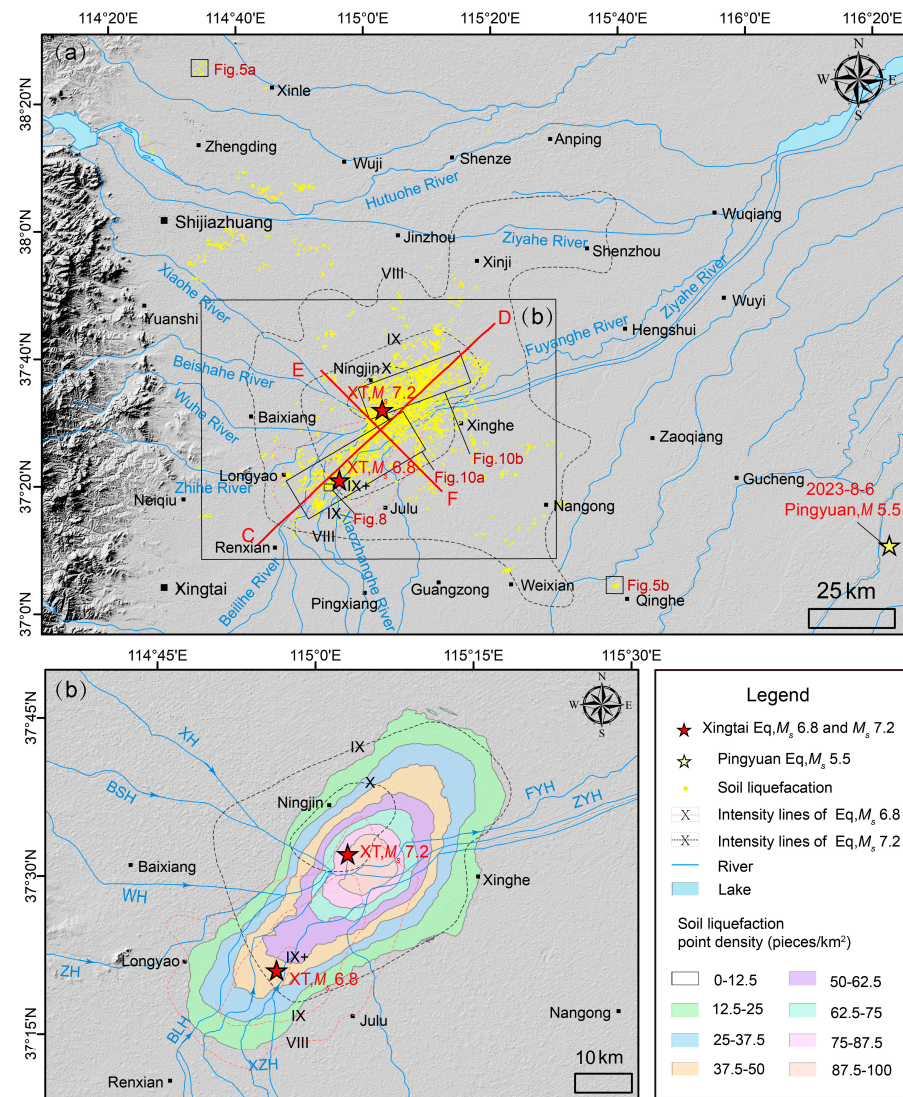 114°20'E 114°40'E 115°0'E 115°20'E 115°40'E 116°0'E 116°20'E
(a)
N
W E
S
Fig.5a
Xinle
38°20'N
Zhengding
Wuji
Shenze
Anping
Hutuohe River
Shijiazhuang
38°0'N
Jinzhou
Ziyahe River
Wuqiang
Shenzhou
Xinji
VIII
Xiaohe River
Ziyahe River
Yuanshi
Wuyi
D
(b)
Hengshui
Fuyanghe River
IX
37°40'N
Beishahe River
E
Ningjin X
XT,Ms 7.2
Wuhe River
Baixiang
Xinghe
Zaoqiang
Fig.10b
XT,Ms 6.8
Fig.10a
Longyao
Zhihe River
IX+
F
Gucheng
37°20'N
Neiqiu
2023-8-6
Pingyuan,M 5.5
IX
Fig.8
Julu
Nangong
C
VIII
Renxian
Xiaozhanghe River
Beilihe River
Xingtai
Pingxiang
Guangzong
Weixian
Fig.5b
Qinghe
25 km
37°0'N
114°45'E 115°0'E 115°15'E 115°30'E
(b)
N
W E
S
37°45'N
XH
IX
X
BSH
Ningjin
FYH
ZYH
XT,Ms 7.2
Baixiang
37°30'N
WH
Xinghe
ZH
Longyao
IX+
XT,Ms 6.8
IX
Julu
Nangong
BLH
VIII
37°15'N
XZH
Renxian
10 km
Legend
Xingtai Eq,Ms 6.8 and Ms 7.2
Pingyuan Eq,Ms 5.5
Soil liquefacation
X Intensity lines of Eq,Ms 6.8
X Intensity lines of Eq,Ms 7.2
River
Lake
Soil liquefaction
point density (pieces/km²)
0-12.5 50-62.5
12.5-25 62.5-75
25-37.5 75-87.5
37.5-50 87.5-100